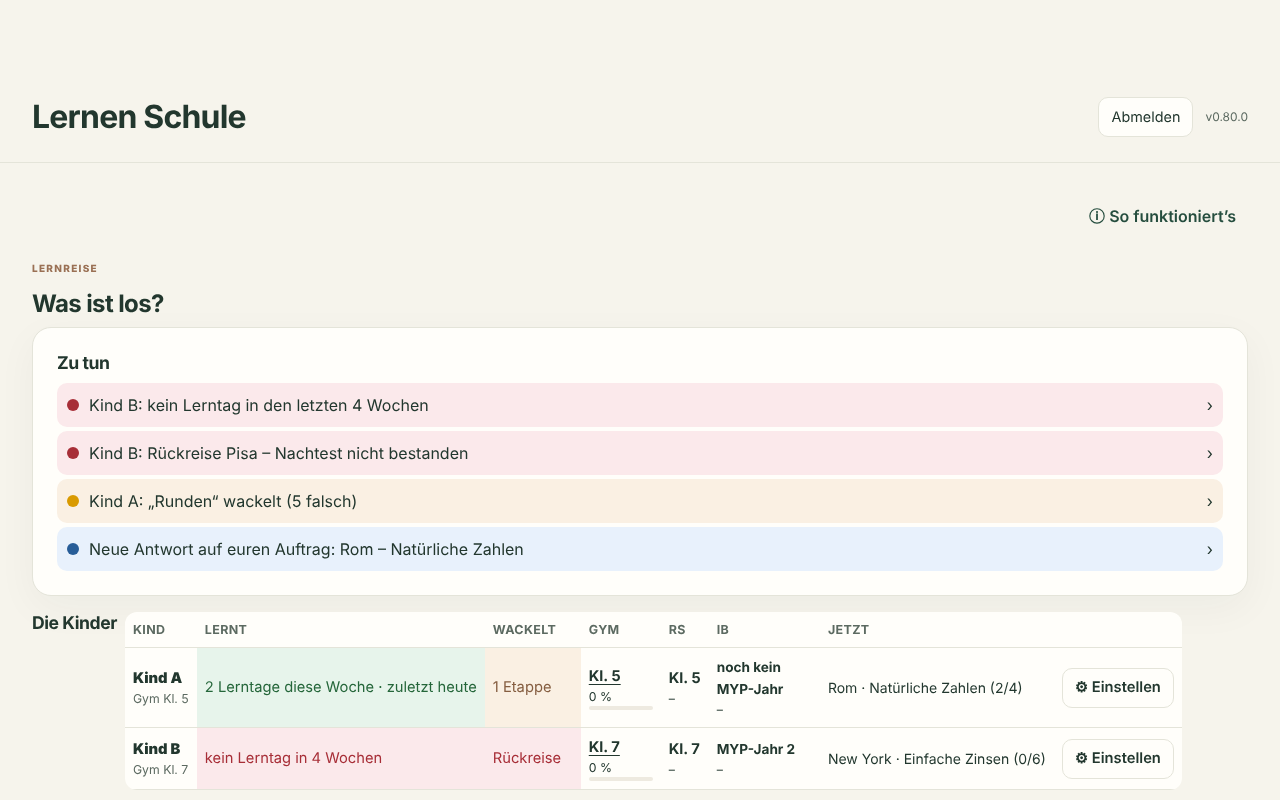 Lernen Schule
Abmelden
v0.80.0
ⓘ So funktioniert’s
LERNREISE
Was ist los?
Zu tun
Kind B: kein Lerntag in den letzten 4 Wochen ›
Kind B: Rückreise Pisa – Nachtest nicht bestanden ›
Kind A: „Runden“ wackelt (5 falsch) ›
Neue Antwort auf euren Auftrag: Rom – Natürliche Zahlen ›
Die Kinder
KIND LERNT WACKELT GYM RS IB JETZT
Kind A
Gym Kl. 5
2 Lerntage diese Woche · zuletzt heute
1 Etappe
Kl. 5
0 %
Kl. 5
–
noch kein
MYP-Jahr
–
Rom · Natürliche Zahlen (2/4)
⚙ Einstellen
Kind B
Gym Kl. 7
kein Lerntag in 4 Wochen
Rückreise
Kl. 7
0 %
Kl. 7
–
MYP-Jahr 2
–
New York · Einfache Zinsen (0/6)
⚙ Einstellen